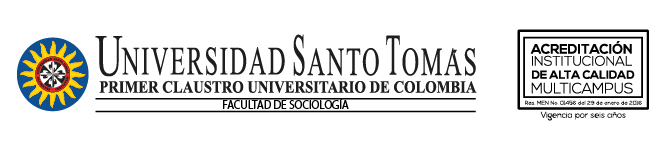 UNIVERSIDAD SANTO TOMÁS
PRIMER CLAUSTRO UNIVERSITARIO DE COLOMBIA
FACULTAD DE SOCIOLOGÍA
ACREDITACIÓN
INSTITUCIONAL
DE ALTA CALIDAD
MULTICAMPUS
Res. MEN No. 01456 del 29 de enero de 2016
Vigencia por seis años